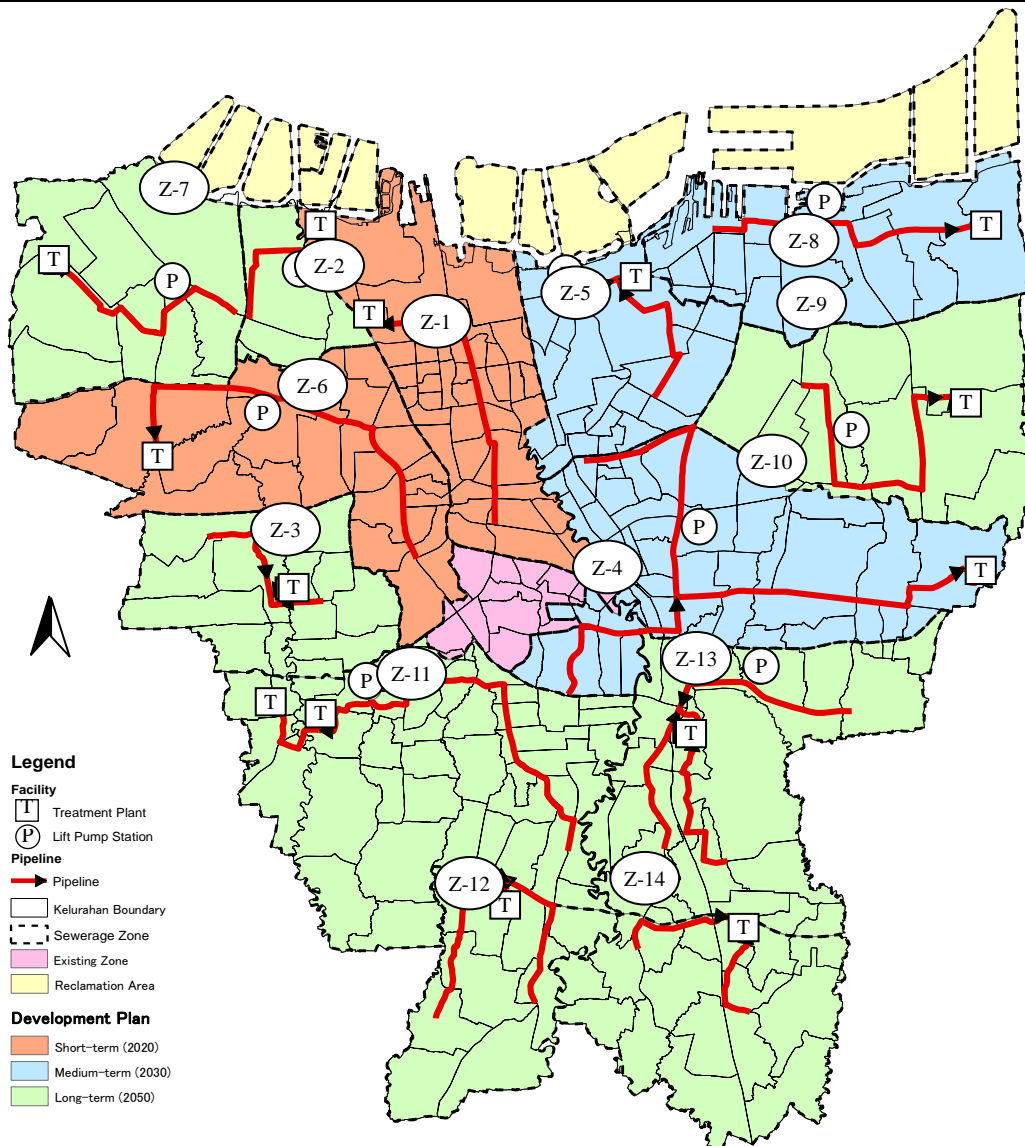 Z-7
T
Z-2
P
T
P
Z-8
T
Z-5
T
Z-9
T
Z-1
Z-6
P
T
T
P
Z-10
Z-3
P
Z-4
T
T
Z-13
P
Z-11
P
T
T
T
Z-12
T
Z-14
T
Legend
Facility
T Treatment Plant
P Lift Pump Station
Pipeline
Pipeline
Kelurahan Boundary
Sewerage Zone
Existing Zone
Reclamation Area
Development Plan
Short-term (2020)
Medium-term (2030)
Long-term (2050)